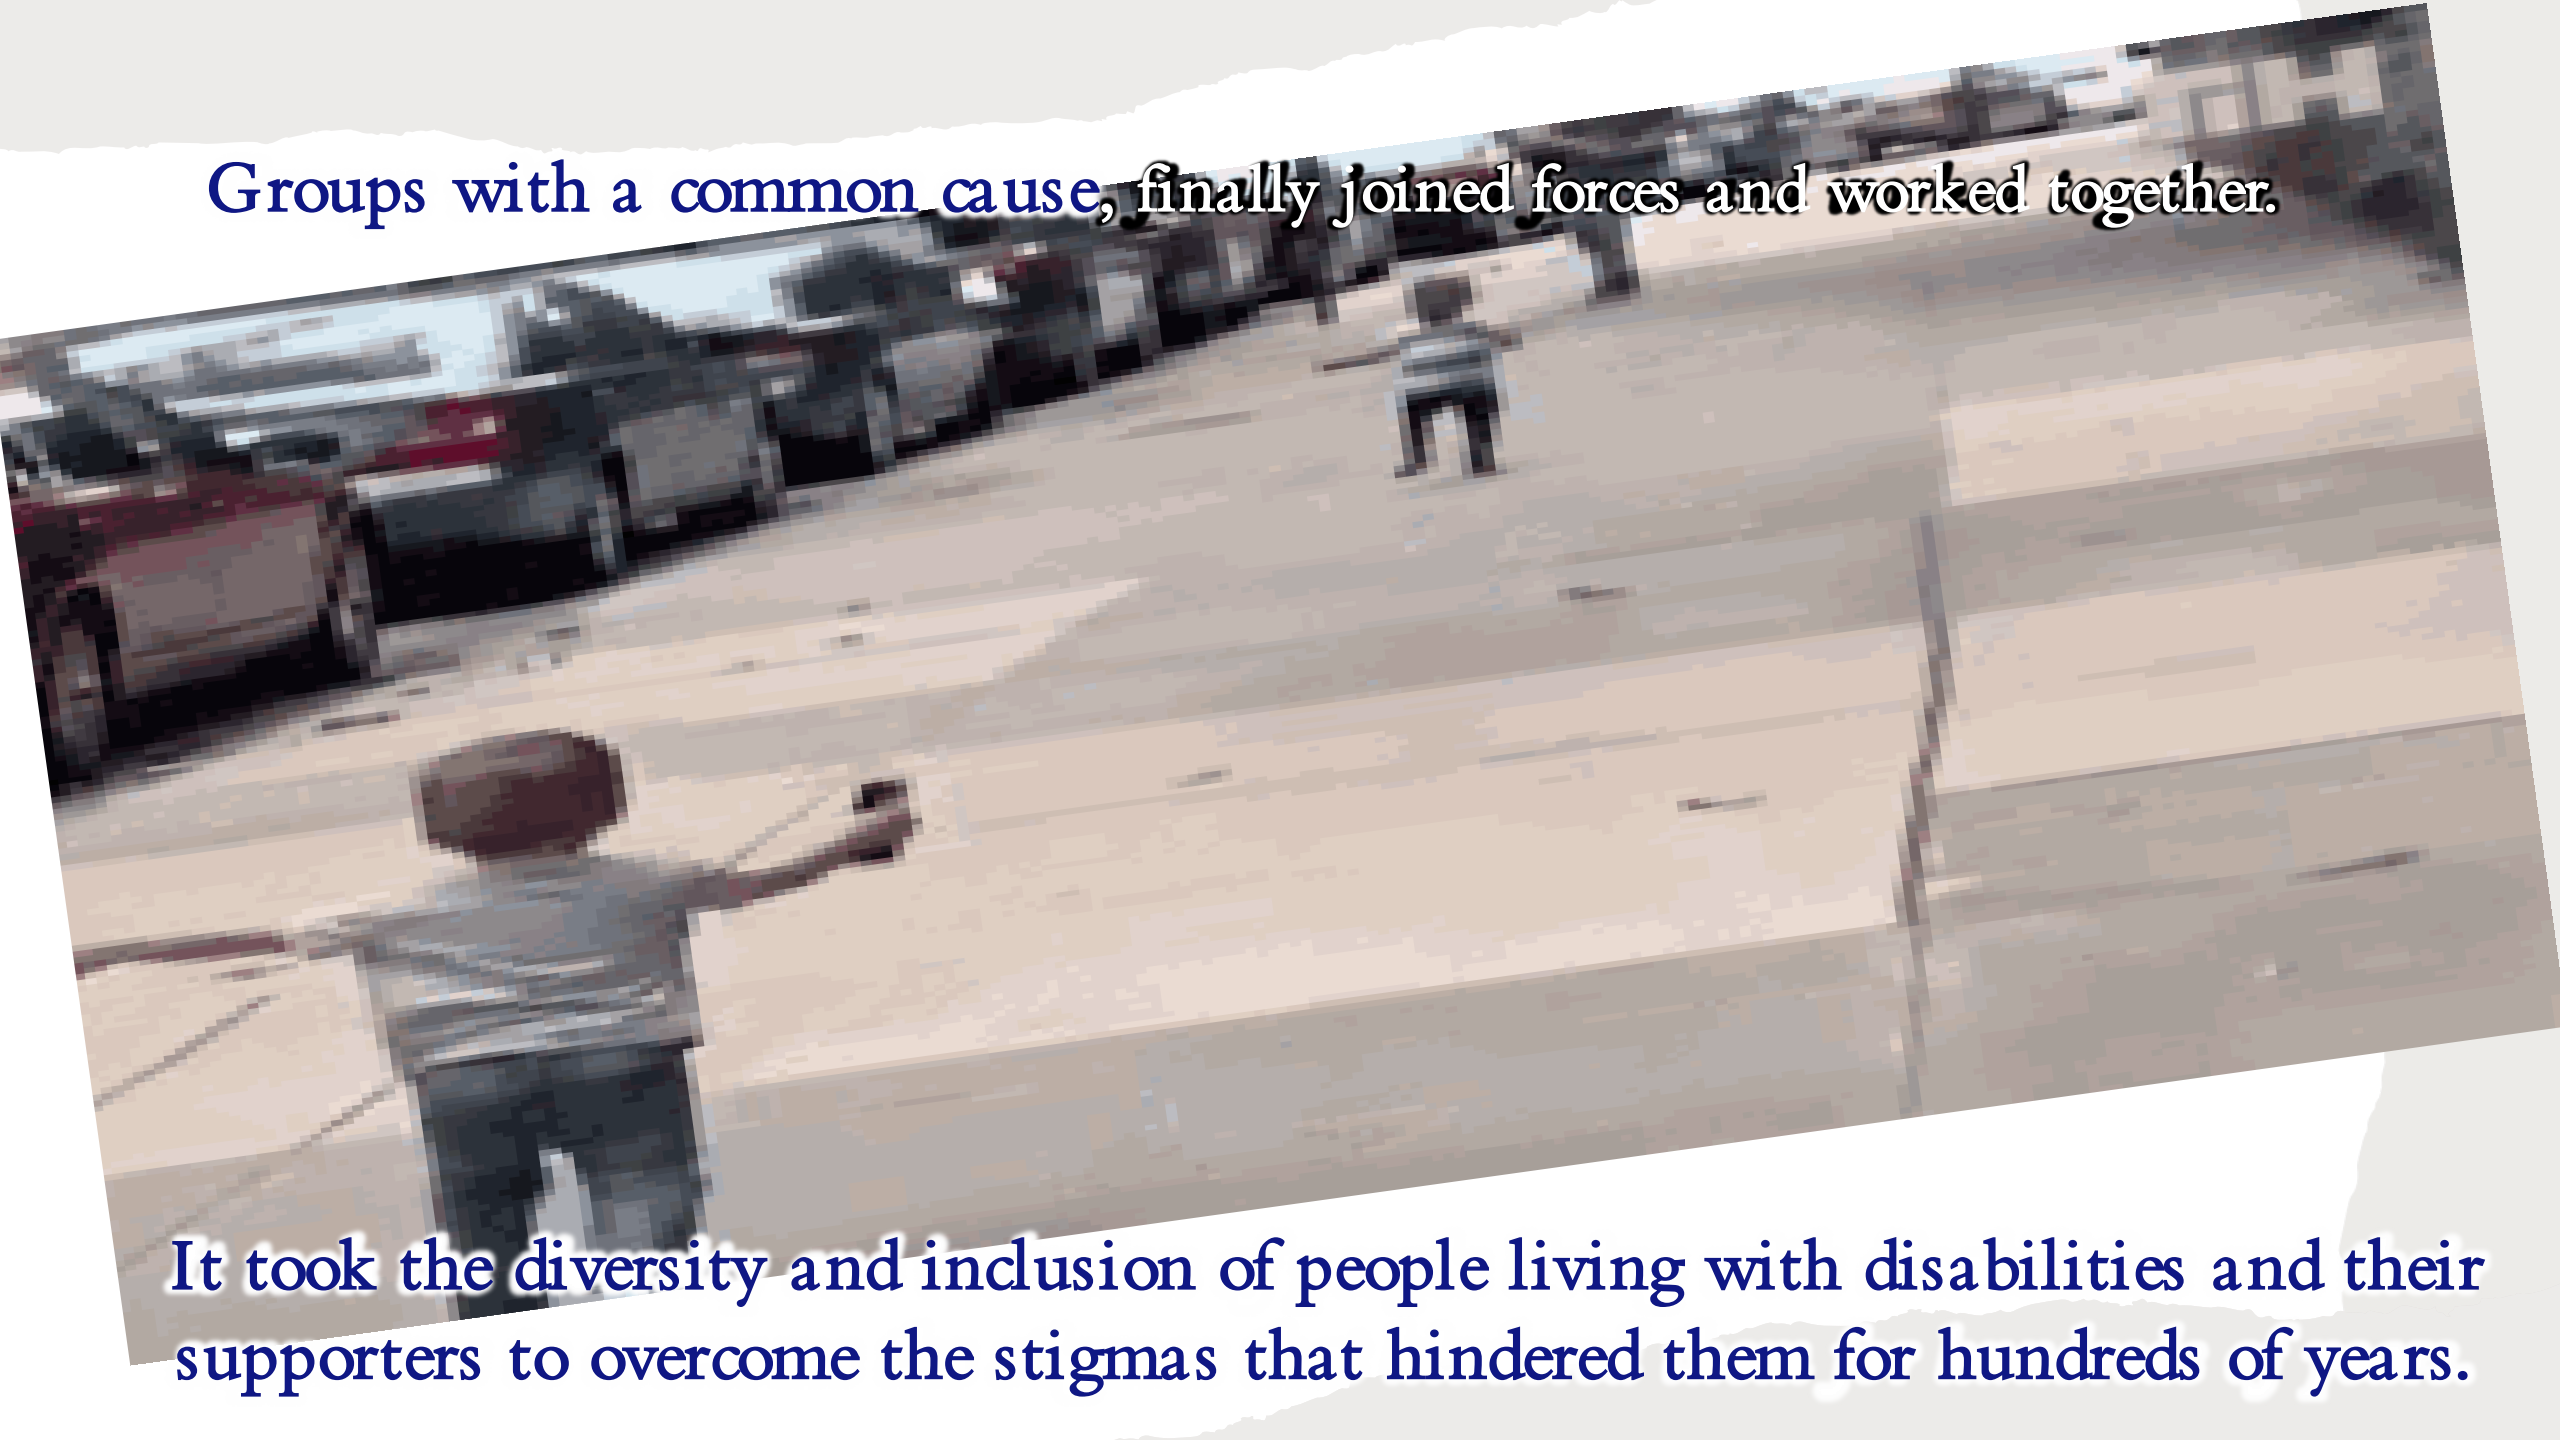 Groups with a common cause, finally joined forces and worked together.
It took the diversity and inclusion of people living with disabilities and their
supporters to overcome the stigmas that hindered them for hundreds of years.